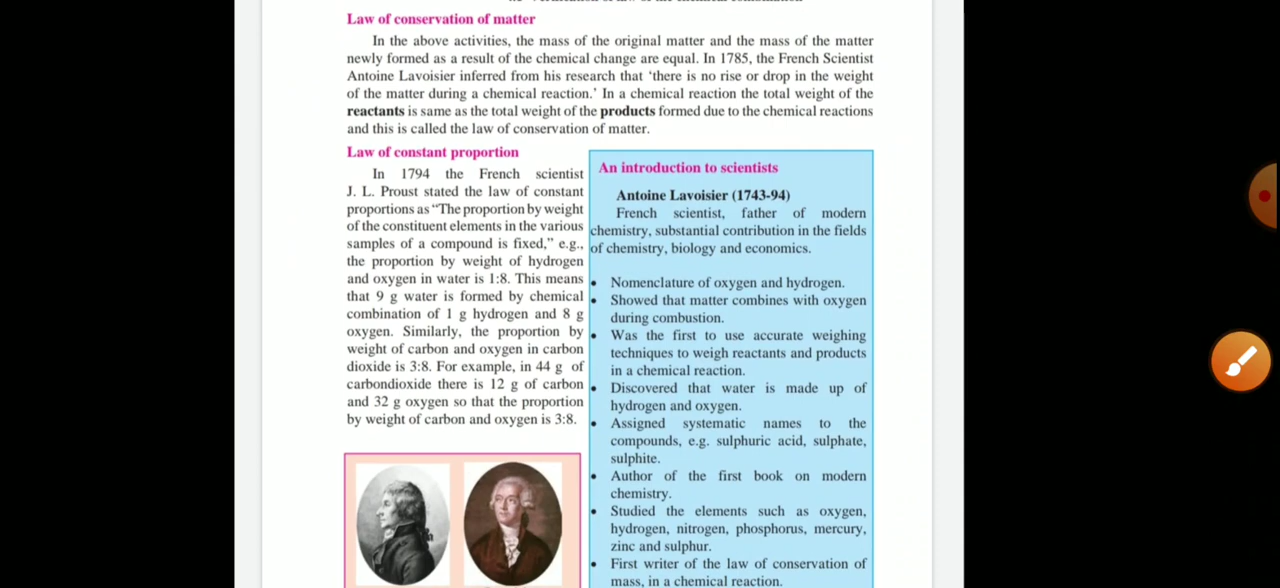 Law of conservation of matter
In the above activities, the mass of the original matter and the mass of the matter
newly formed as a result of the chemical change are equal. In 1785, the French Scientist
Antoine Lavoisier inferred from his research that ‘there is no rise or drop in the weight
of the matter during a chemical reaction.’ In a chemical reaction the total weight of the
reactants is same as the total weight of the products formed due to the chemical reactions
and this is called the law of conservation of matter.
Law of constant proportion
In 1794 the French scientist
J. L. Proust stated the law of constant
proportions as “The proportion by weight
of the constituent elements in the various
samples of a compound is fixed,” e.g.,
the proportion by weight of hydrogen
and oxygen in water is 1:8. This means
that 9 g water is formed by chemical
combination of 1 g hydrogen and 8 g
oxygen. Similarly, the proportion by
weight of carbon and oxygen in carbon
dioxide is 3:8. For example, in 44 g of
carbondioxide there is 12 g of carbon
and 32 g oxygen so that the proportion
by weight of carbon and oxygen is 3:8.
An introduction to scientists
Antoine Lavoisier (1743-94)
French scientist, father of modern
chemistry, substantial contribution in the fields
of chemistry, biology and economics.
• Nomenclature of oxygen and hydrogen.
• Showed that matter combines with oxygen
during combustion.
• Was the first to use accurate weighing
techniques to weigh reactants and products
in a chemical reaction.
• Discovered that water is made up of
hydrogen and oxygen.
• Assigned systematic names to the
compounds, e.g. sulphuric acid, sulphate,
sulphite.
• Author of the first book on modern
chemistry.
• Studied the elements such as oxygen,
hydrogen, nitrogen, phosphorus, mercury,
zinc and sulphur.
• First writer of the law of conservation of
mass, in a chemical reaction.